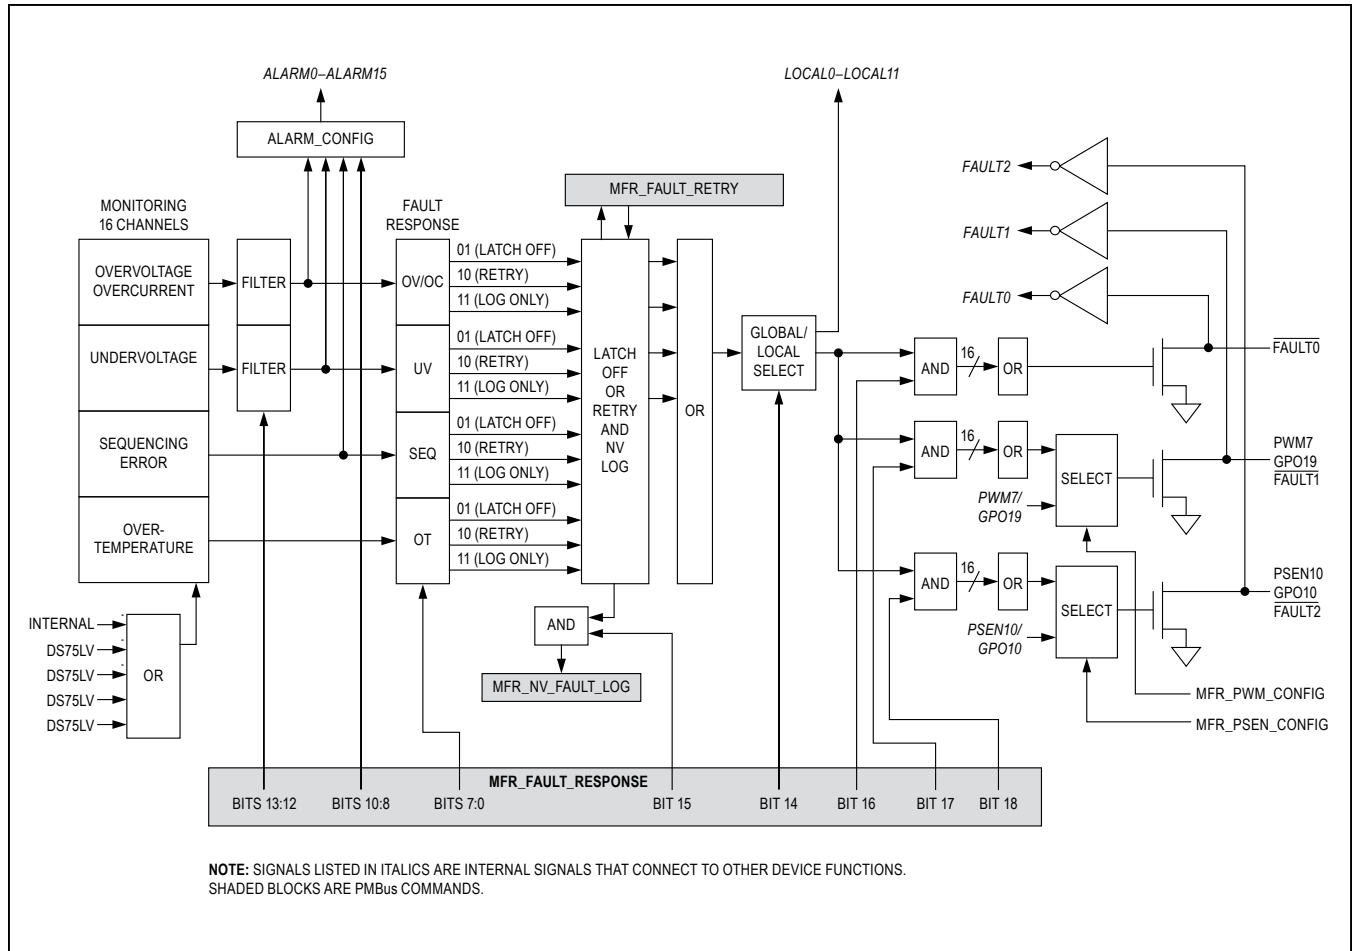 ALARM0–ALARM15
LOCAL0–LOCAL11
ALARM_CONFIG
MONITORING
16 CHANNELS
OVERVOLTAGE
OVERCURRENT
UNDERVOLTAGE
SEQUENCING
ERROR
OVER-
TEMPERATURE
FILTER
FILTER
INTERNAL
DS75LV
DS75LV
DS75LV
DS75LV
OR
FAULT
RESPONSE
OV/OC
UV
SEQ
OT
01 (LATCH OFF)
10 (RETRY)
11 (LOG ONLY)
01 (LATCH OFF)
10 (RETRY)
11 (LOG ONLY)
01 (LATCH OFF)
10 (RETRY)
11 (LOG ONLY)
01 (LATCH OFF)
10 (RETRY)
11 (LOG ONLY)
MFR_FAULT_RETRY
LATCH
OFF
OR
RETRY
AND
NV
LOG
OR
AND
MFR_NV_FAULT_LOG
GLOBAL/
LOCAL
SELECT
FAULT2
FAULT1
FAULT0
AND
16
OR
FAULT0
AND
16
OR
SELECT
PWM7/
GPO19
PWM7
GPO19
FAULT1
AND
16
OR
SELECT
PSEN10/
GPO10
PSEN10
GPO10
FAULT2
MFR_PWM_CONFIG
MFR_PSEN_CONFIG
MFR_FAULT_RESPONSE
BITS 13:12
BITS 10:8
BITS 7:0
BIT 15
BIT 14
BIT 16
BIT 17
BIT 18
NOTE: SIGNALS LISTED IN ITALICS ARE INTERNAL SIGNALS THAT CONNECT TO OTHER DEVICE FUNCTIONS.
SHADED BLOCKS ARE PMBus COMMANDS.